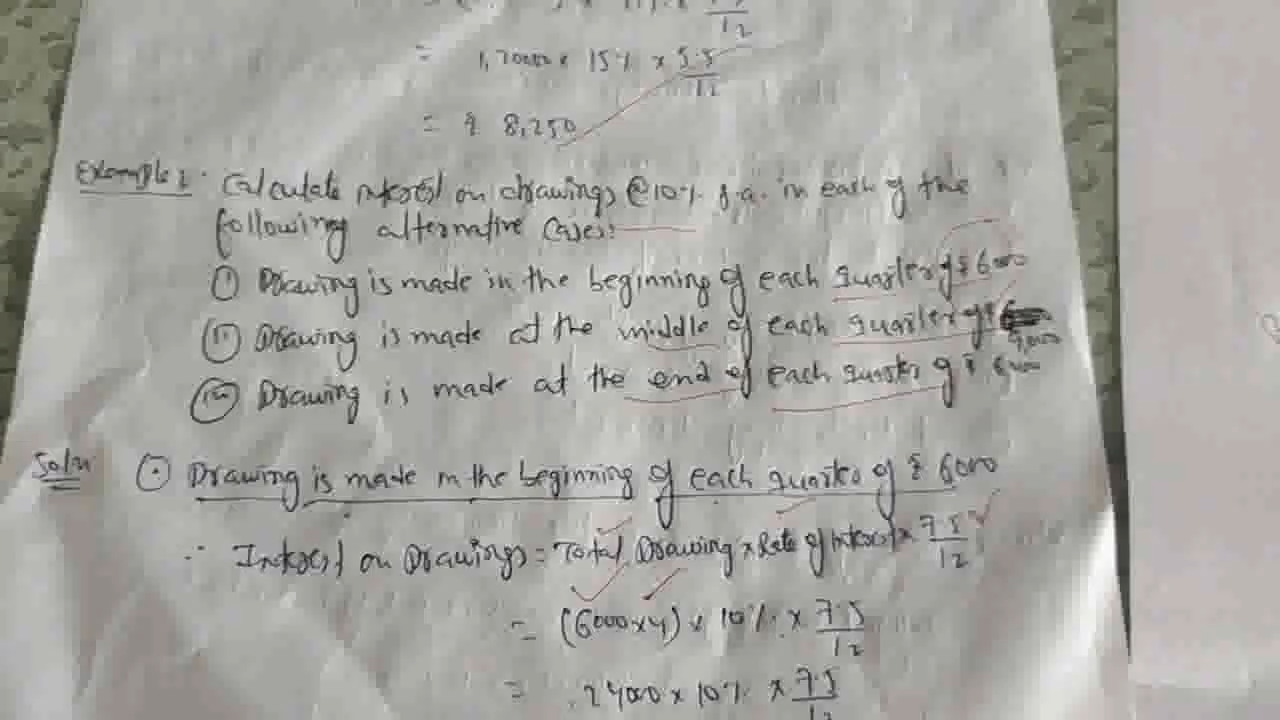 12
= 1,20000 × 15% × 5.5
12
= ₹ 8,250
Example 2. Calculate interest on drawings @ 10% p.a. in each of the
following alternative Cases:
(i) Drawing is made in the beginning of each quarter of ₹ 6000
(ii) Drawing is made at the middle of each quarter of ₹
(iii) Drawing is made at the end of each quarter of ₹
Soln (i) Drawing is made in the beginning of each quarter of ₹ 6000
∴ Interest on Drawings = Total Drawing × Rate of interest × 7.5
12
= (6000×4) × 10% × 7.5
12
= 24000 × 10% × 7.5
12